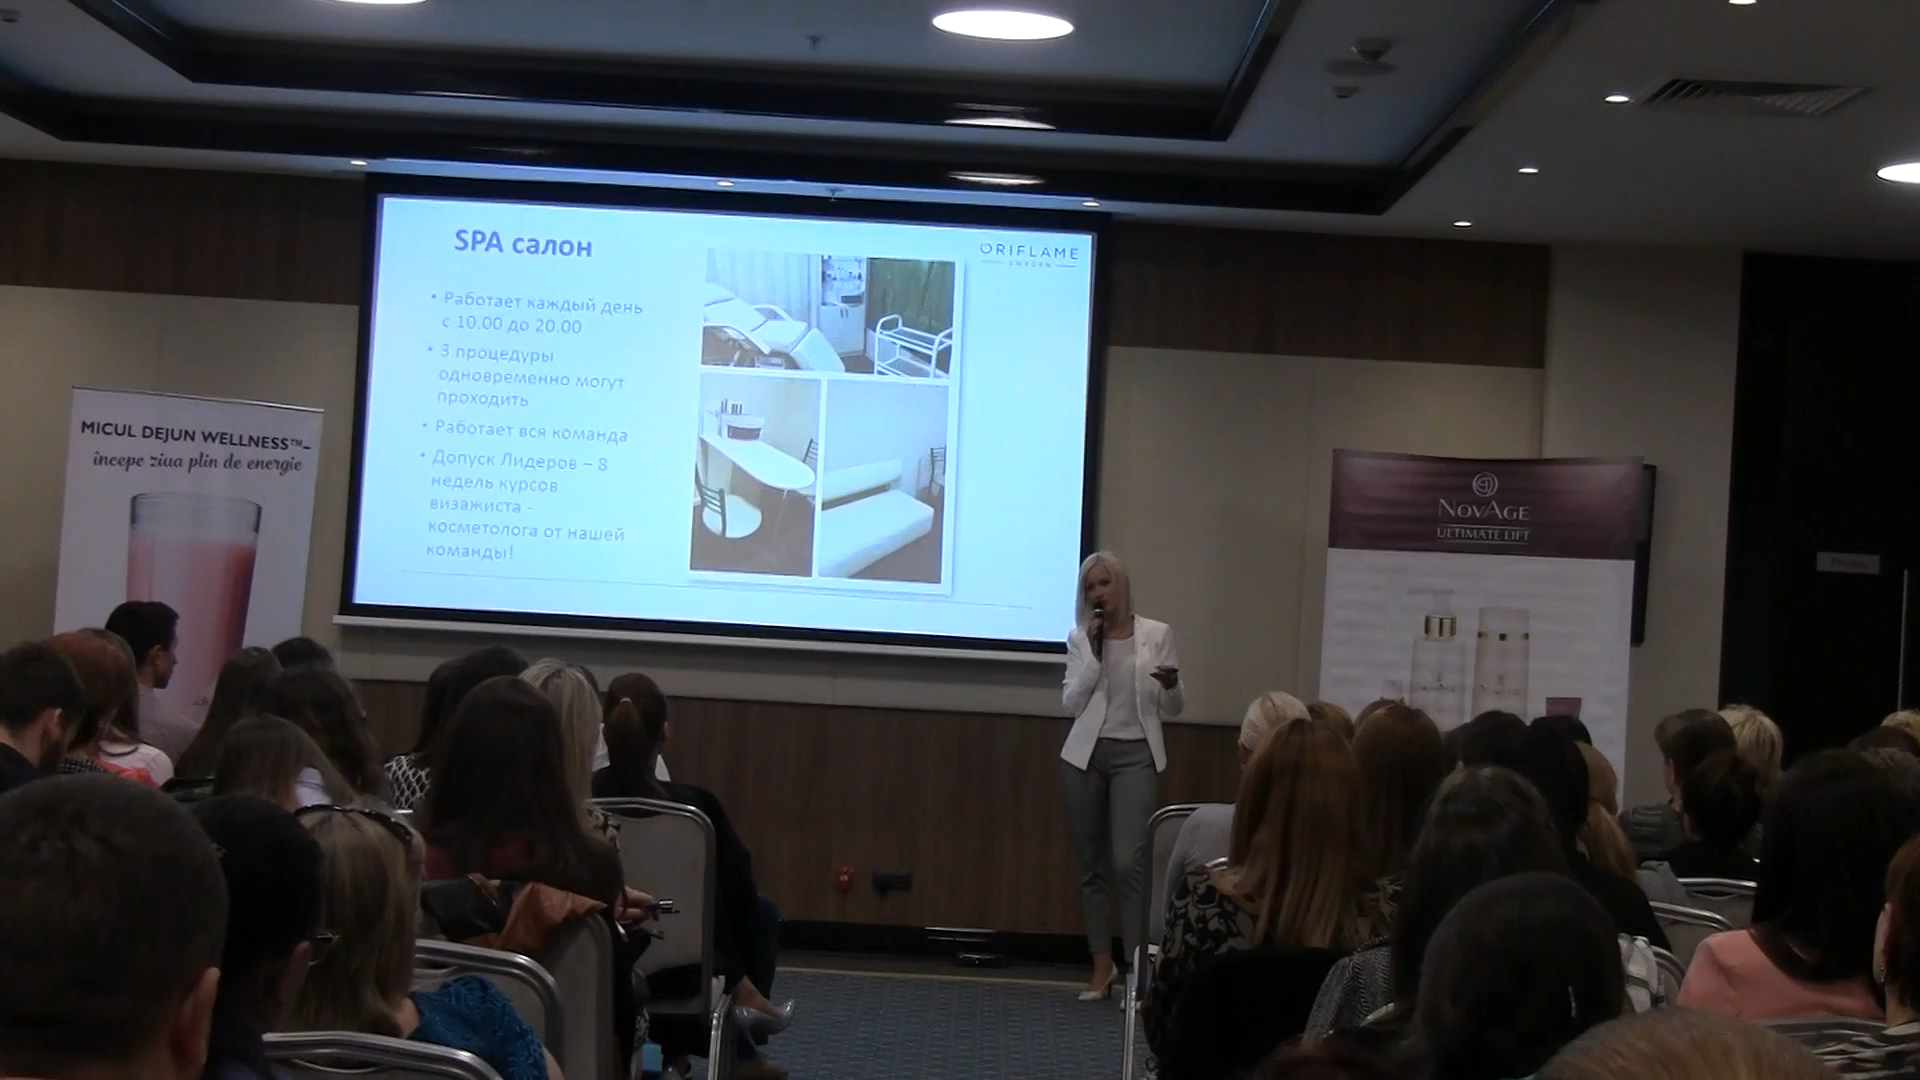 SPA салон
ORIFLAME
SWEDEN
• Работает каждый день
с 10.00 до 20.00
• 3 процедуры
одновременно могут
проходить
• Работает вся команда
• Допуск Лидеров – 8
недель курсов
визажиста -
косметолога от нашей
команды!
MICUL DEJUN WELLNESS™–
începe ziua plin de energie
NOVAGE
ULTIMATE LIFT